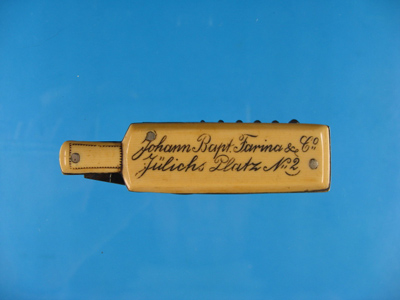 Johann Bapt. Farina & Cº
Jülichs Platz No. 2